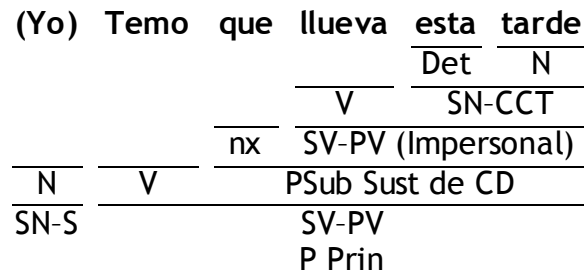 (Yo) Temo que llueva esta tarde
Det N
V SN-CCT
nx SV-PV (Impersonal)
N V PSub Sust de CD
SN-S SV-PV
P Prin